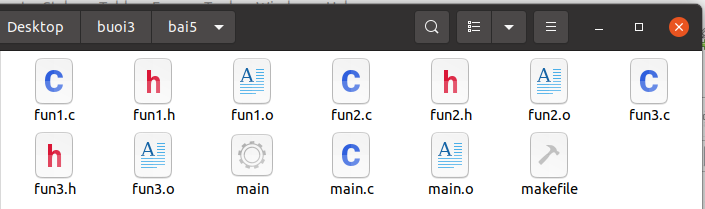 Desktop buoi3 bai5
fun1.c fun1.h fun1.o fun2.c fun2.h fun2.o fun3.c
fun3.h fun3.o main main.c main.o makefile